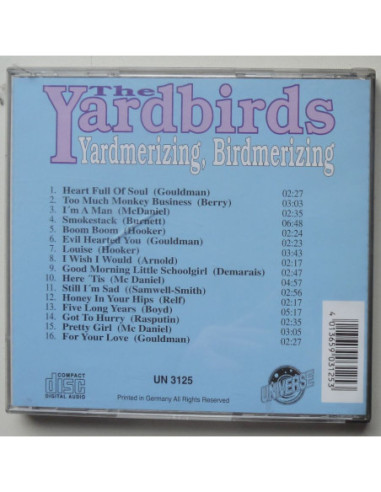 The
Yardbirds
Yardmerizing, Birdmerizing
1. Heart Full Of Soul (Gouldman) 02:27
2. Too Much Monkey Business (Berry) 03:03
3. I´m A Man (McDaniel) 02:35
4. Smokestack (Burnett) 06:48
5. Boom Boom (Hooker) 02:24
6. Evil Hearted You (Gouldman) 02:23
7. Louise (Hooker) 03:43
8. I Wish I Would (Arnold) 02:17
9. Good Morning Little Schoolgirl (Demarais) 02:47
10. Here ´Tis (Mc Daniel) 04:57
11. Still I´m Sad ((Samwell-Smith) 02:56
12. Honey In Your Hips (Relf) 02:17
13. Five Long Years (Boyd) 05:17
14. Got To Hurry (Rasputin) 02:35
15. Pretty Girl (Mc Daniel) 03:05
16. For Your Love (Gouldman) 02:27
COMPACT
disc
DIGITAL AUDIO
UN 3125
Printed in Germany All Rights Reserved
UNIVERSE
4 013659 031253